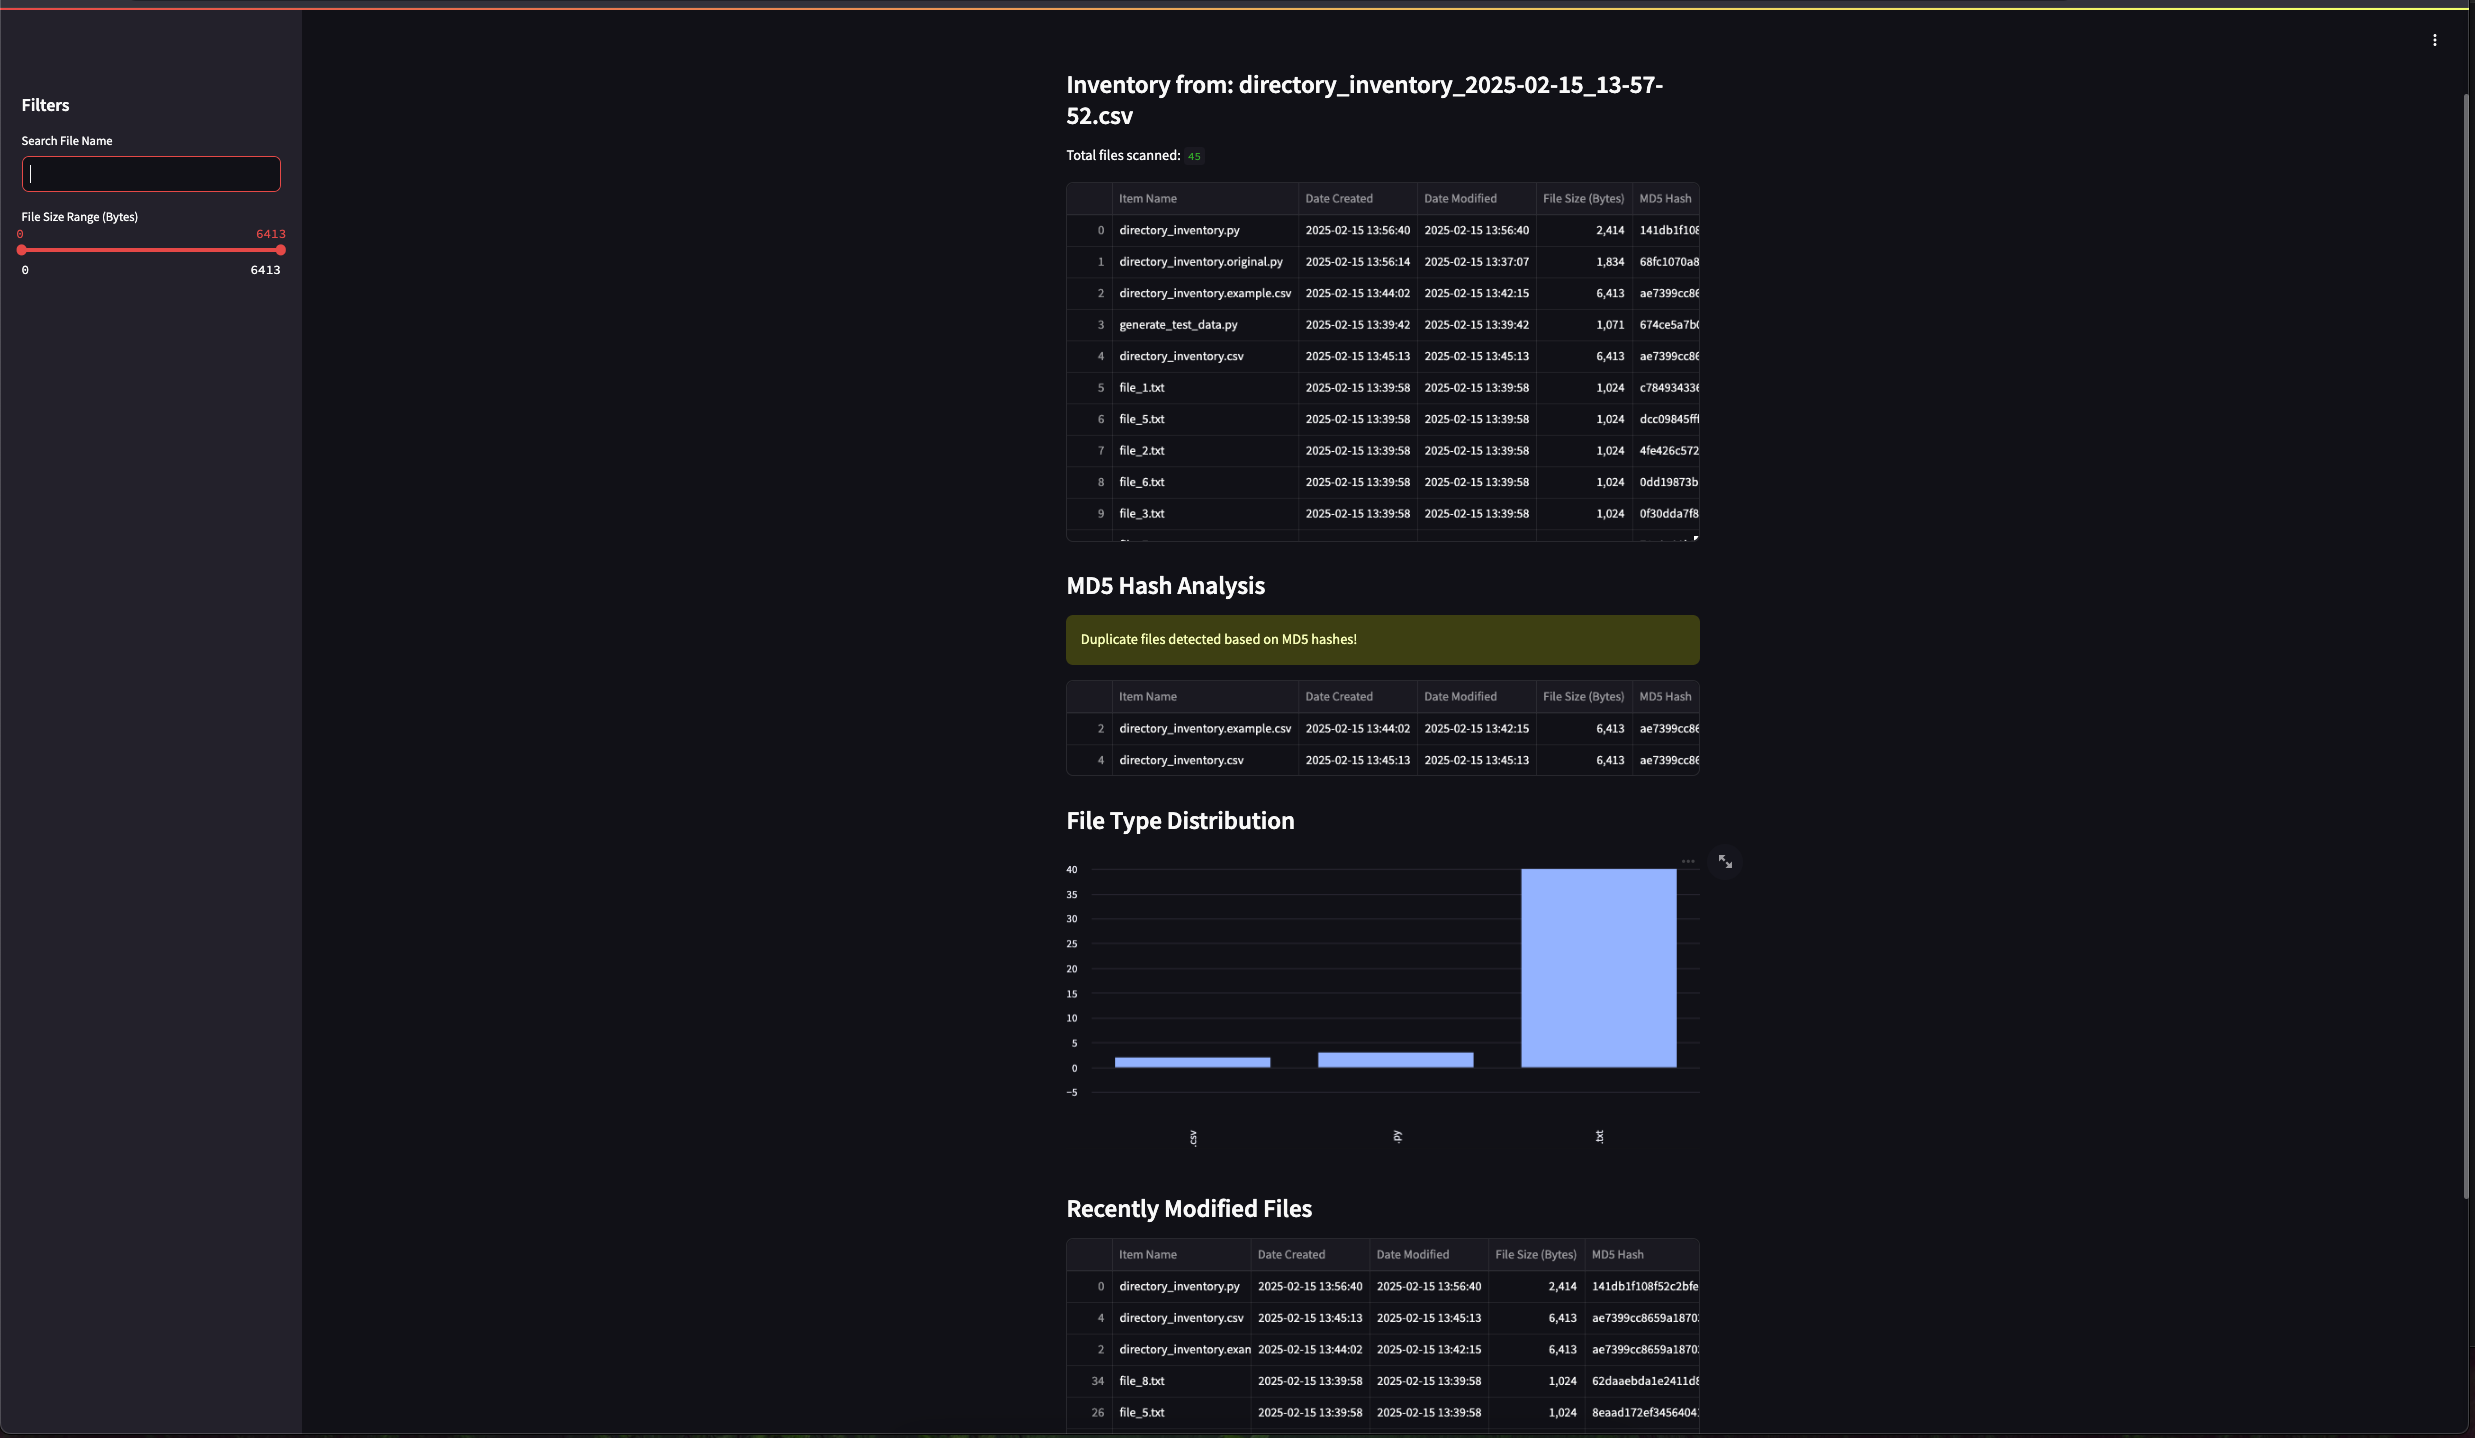 Filters
Search File Name
File Size Range (Bytes)
0 6413
0 6413
Inventory from: directory_inventory_2025-02-15_13-57-
52.csv
Total files scanned: 45
Item Name Date Created Date Modified File Size (Bytes) MD5 Hash
0 directory_inventory.py 2025-02-15 13:56:40 2025-02-15 13:56:40 2,414 141db1f108
1 directory_inventory.original.py 2025-02-15 13:56:14 2025-02-15 13:37:07 1,834 68fc1070a8
2 directory_inventory.example.csv 2025-02-15 13:44:02 2025-02-15 13:42:15 6,413 ae7399cc86
3 generate_test_data.py 2025-02-15 13:39:42 2025-02-15 13:39:42 1,071 674ce5a7b0
4 directory_inventory.csv 2025-02-15 13:45:13 2025-02-15 13:45:13 6,413 ae7399cc86
5 file_1.txt 2025-02-15 13:39:58 2025-02-15 13:39:58 1,024 c784934336
6 file_5.txt 2025-02-15 13:39:58 2025-02-15 13:39:58 1,024 dcc09845fff
7 file_2.txt 2025-02-15 13:39:58 2025-02-15 13:39:58 1,024 4fe426c572
8 file_6.txt 2025-02-15 13:39:58 2025-02-15 13:39:58 1,024 0dd19873b
9 file_3.txt 2025-02-15 13:39:58 2025-02-15 13:39:58 1,024 0f30dda7f8
MD5 Hash Analysis
Duplicate files detected based on MD5 hashes!
Item Name Date Created Date Modified File Size (Bytes) MD5 Hash
2 directory_inventory.example.csv 2025-02-15 13:44:02 2025-02-15 13:42:15 6,413 ae7399cc86
4 directory_inventory.csv 2025-02-15 13:45:13 2025-02-15 13:45:13 6,413 ae7399cc86
File Type Distribution
40
35
30
25
20
15
10
5
0
−5
.csv .py .txt
Recently Modified Files
Item Name Date Created Date Modified File Size (Bytes) MD5 Hash
0 directory_inventory.py 2025-02-15 13:56:40 2025-02-15 13:56:40 2,414 141db1f108f52c2bfe
4 directory_inventory.csv 2025-02-15 13:45:13 2025-02-15 13:45:13 6,413 ae7399cc8659a1870
2 directory_inventory.exan 2025-02-15 13:44:02 2025-02-15 13:42:15 6,413 ae7399cc8659a1870
34 file_8.txt 2025-02-15 13:39:58 2025-02-15 13:39:58 1,024 62daaebda1e2411d8
26 file_5.txt 2025-02-15 13:39:58 2025-02-15 13:39:58 1,024 8eaad172ef3456404